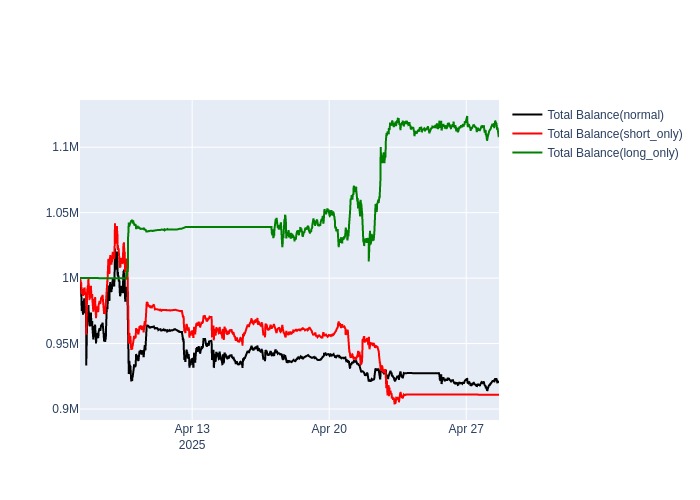 Total Balance(normal)
Total Balance(short_only)
Total Balance(long_only)
1.1M
1.05M
1M
0.95M
0.9M
Apr 13
2025
Apr 20
Apr 27